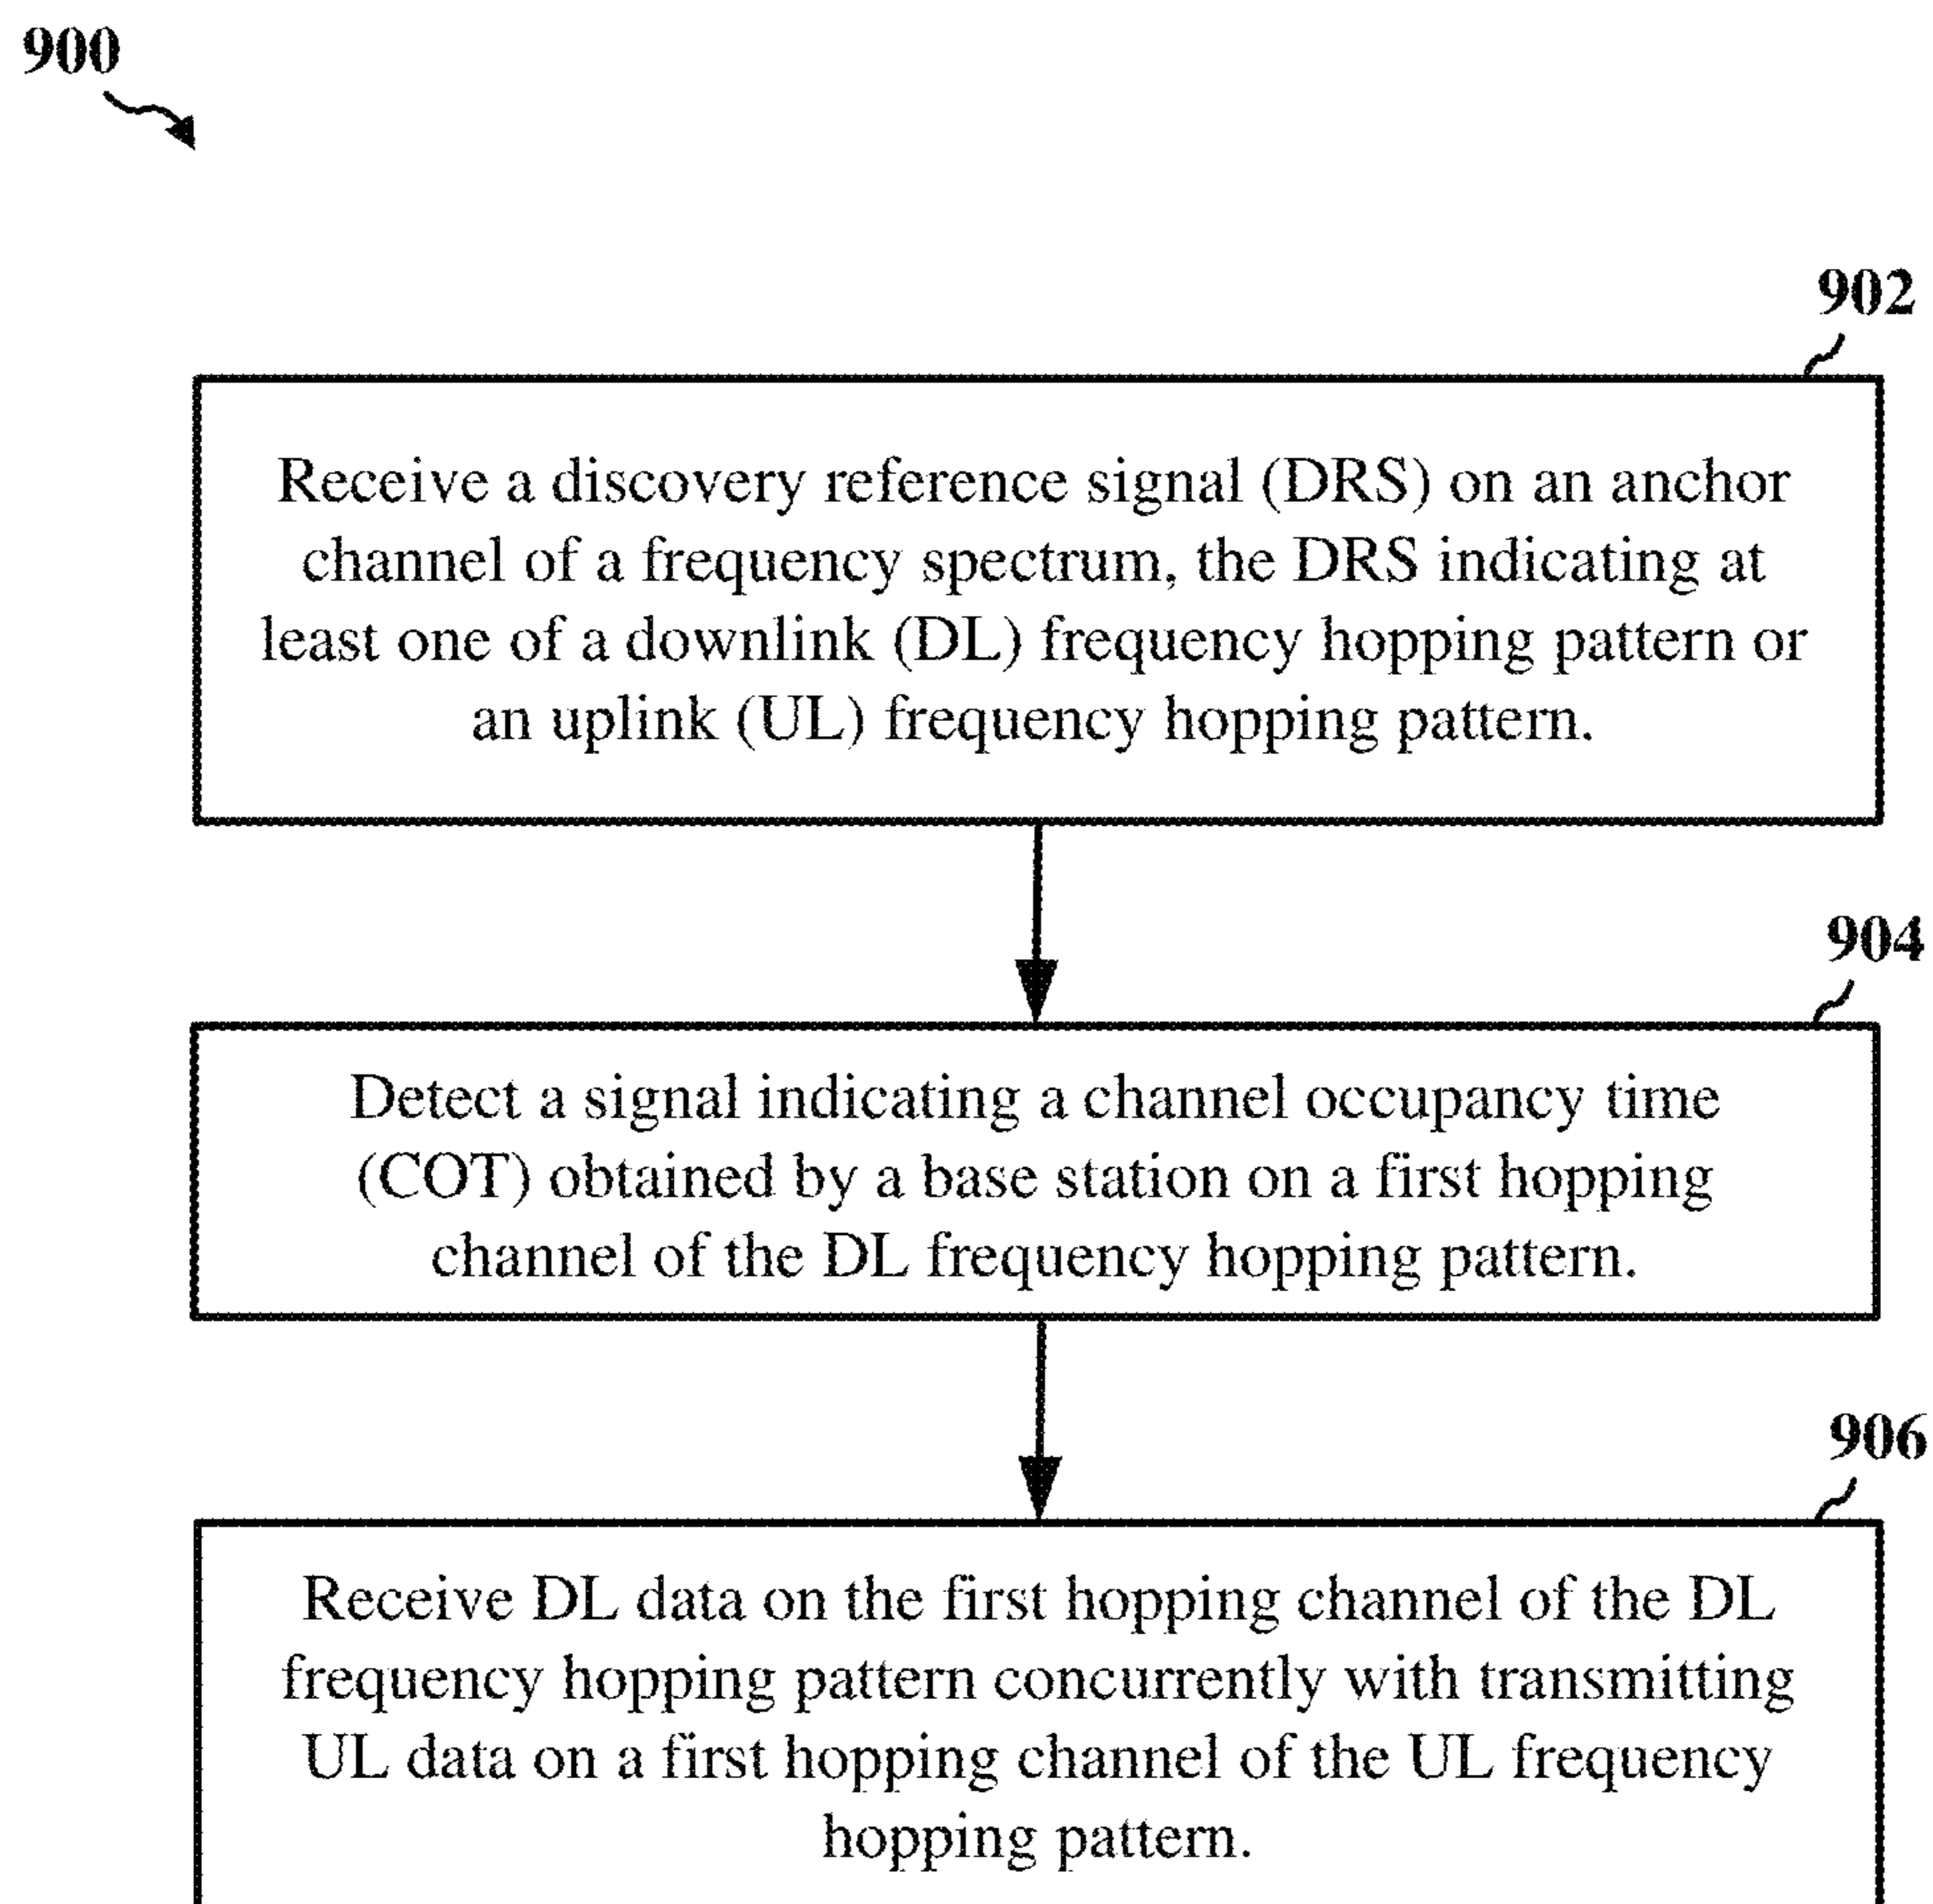 900
902
Receive a discovery reference signal (DRS) on an anchor
channel of a frequency spectrum, the DRS indicating at
least one of a downlink (DL) frequency hopping pattern or
an uplink (UL) frequency hopping pattern.
904
Detect a signal indicating a channel occupancy time
(COT) obtained by a base station on a first hopping
channel of the DL frequency hopping pattern.
906
Receive DL data on the first hopping channel of the DL
frequency hopping pattern concurrently with transmitting
UL data on a first hopping channel of the UL frequency
hopping pattern.